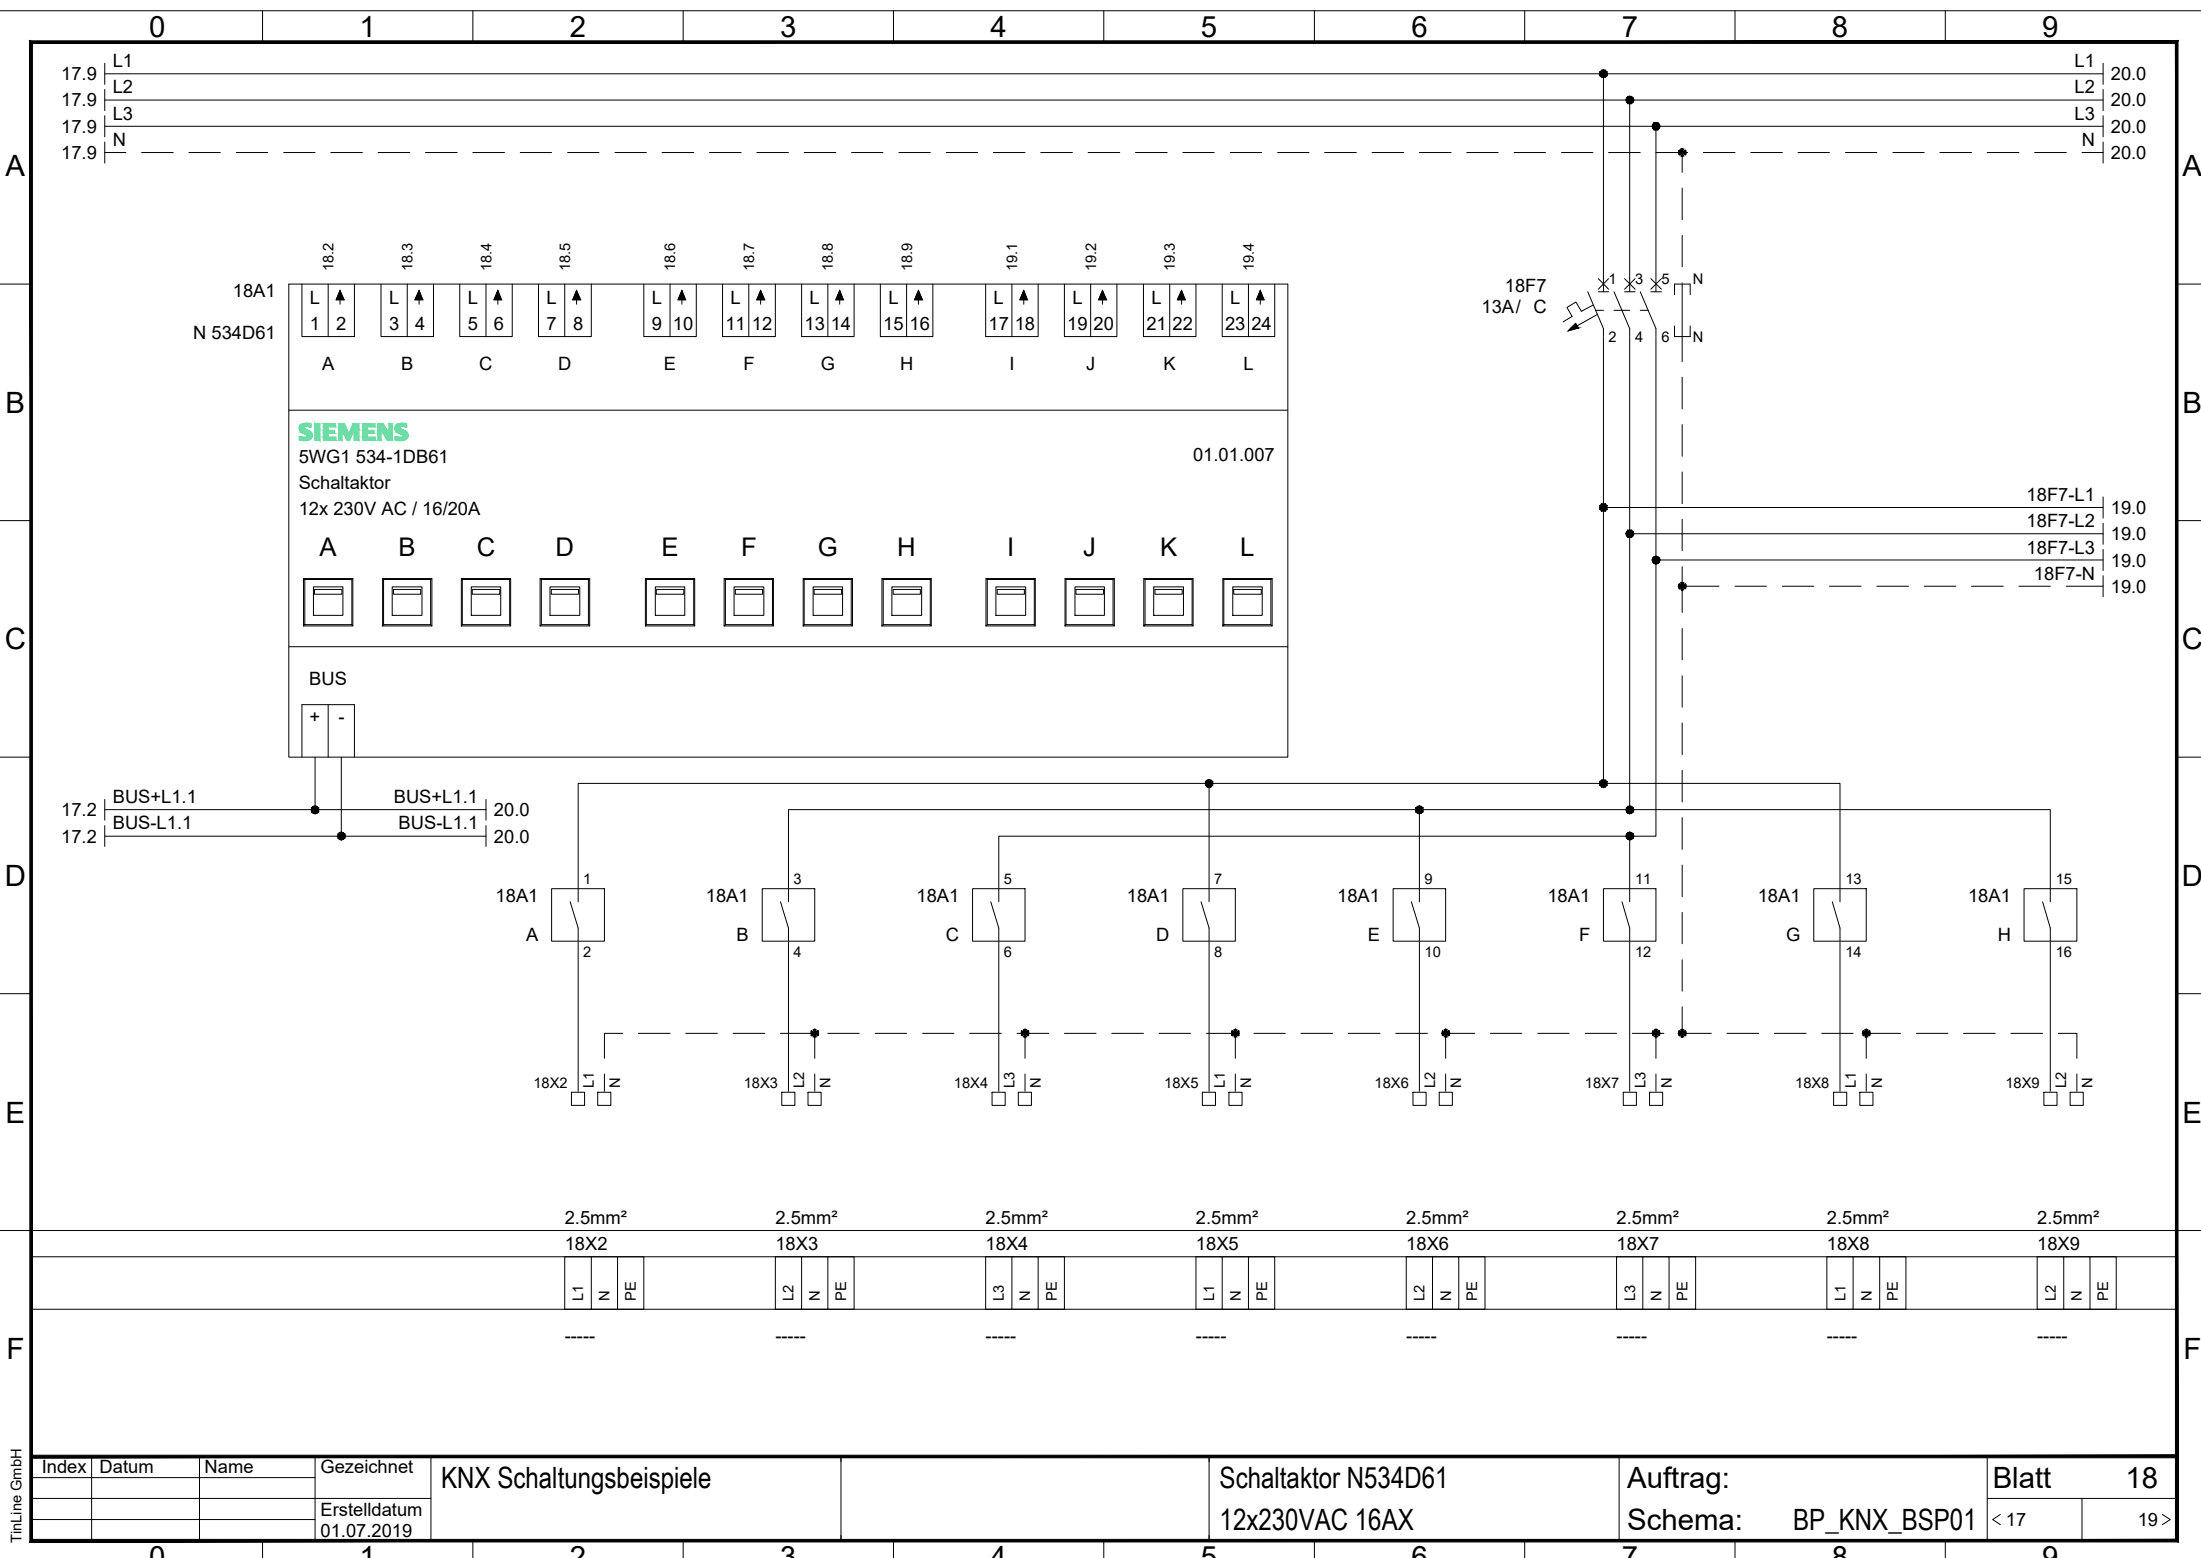 0 1 2 3 4 5 6 7 8 9
17.9 L1 L1 20.0
17.9 L2 L2 20.0
17.9 L3 L3 20.0
17.9 N N 20.0
A A
18.2 18.3 18.4 18.5 18.6 18.7 18.8 18.9 19.1 19.2 19.3 19.4
18A1 L L L L L L L L L L L L
N 534D61 1 2 3 4 5 6 7 8 9 10 11 12 13 14 15 16 17 18 19 20 21 22 23 24
A B C D E F G H I J K L
18F7 1 3 5 N
13A/ C
2 4 6 N
B B
SIEMENS
5WG1 534-1DB61 01.01.007
Schaltaktor
12x 230V AC / 16/20A
18F7-L1 19.0
18F7-L2 19.0
18F7-L3 19.0
18F7-N 19.0
A B C D E F G H I J K L
C C
BUS
+ -
17.2 BUS+L1.1 BUS+L1.1 20.0
17.2 BUS-L1.1 BUS-L1.1 20.0
D D
1 3 5 7 9 11 13 15
18A1 18A1 18A1 18A1 18A1 18A1 18A1 18A1
A B C D E F G H
2 4 6 8 10 12 14 16
18X2 L1 N 18X3 L2 N 18X4 L3 N 18X5 L1 N 18X6 L2 N 18X7 L3 N 18X8 L1 N 18X9 L2 N
E E
2.5mm² 2.5mm² 2.5mm² 2.5mm² 2.5mm² 2.5mm² 2.5mm² 2.5mm²
18X2 18X3 18X4 18X5 18X6 18X7 18X8 18X9
L1 N PE L2 N PE L3 N PE L1 N PE L2 N PE L3 N PE L1 N PE L2 N PE
----- ----- ----- ----- ----- ----- ----- -----
F F
TinLine GmbH
Index Datum Name Gezeichnet
Erstelldatum
01.07.2019
KNX Schaltungsbeispiele
Schaltaktor N534D61
12x230VAC 16AX
Auftrag:
Schema: BP_KNX_BSP01
Blatt 18
< 17 19 >
0 1 2 3 4 5 6 7 8 9